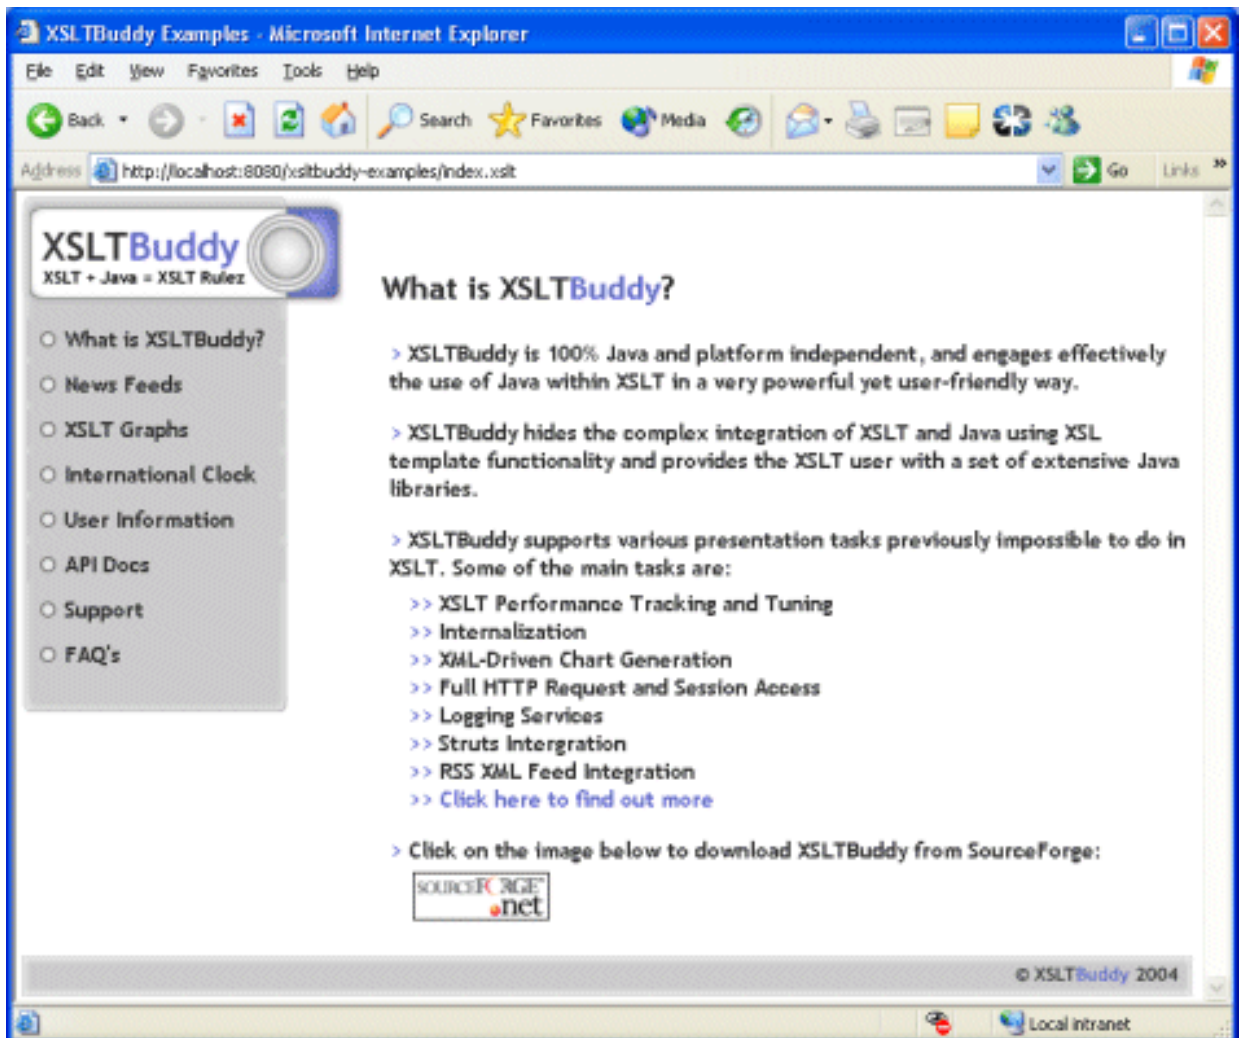 XSLTBuddy Examples - Microsoft Internet Explorer
File Edit View Favorites Tools Help
Back Search Favorites Media
Address http://localhost:8080/xsltbuddy-examples/index.xslt Go Links »
XSLTBuddy
XSLT + Java = XSLT Rulez
What is XSLTBuddy?
News Feeds
XSLT Graphs
International Clock
User Information
API Docs
Support
FAQ's
What is XSLTBuddy?
> XSLTBuddy is 100% Java and platform independent, and engages effectively
the use of Java within XSLT in a very powerful yet user-friendly way.
> XSLTBuddy hides the complex integration of XSLT and Java using XSL
template functionality and provides the XSLT user with a set of extensive Java
libraries.
> XSLTBuddy supports various presentation tasks previously impossible to do in
XSLT. Some of the main tasks are:
>> XSLT Performance Tracking and Tuning
>> Internalization
>> XML-Driven Chart Generation
>> Full HTTP Request and Session Access
>> Logging Services
>> Struts Intergration
>> RSS XML Feed Integration
>> Click here to find out more
> Click on the image below to download XSLTBuddy from SourceForge:
SOURCEFORGE
.net
© XSLTBuddy 2004
Local intranet